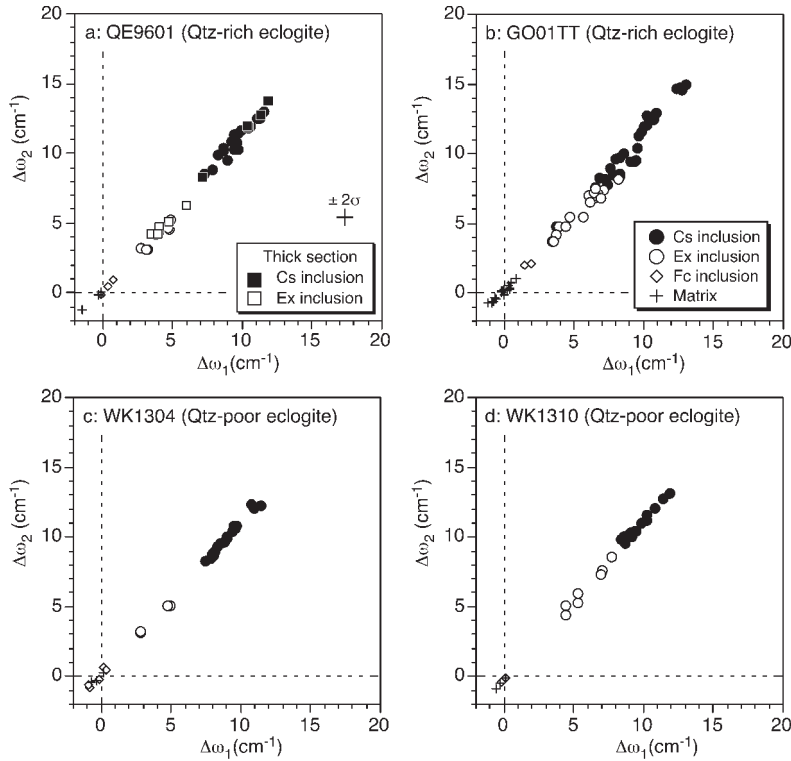 a: QE9601 (Qtz-rich eclogite)
20
15
10
5
0
Δω2 (cm-1)
± 2σ
Thick section
Cs inclusion
Ex inclusion
0 5 10 15 20
Δω1(cm-1)
b: GO01TT (Qtz-rich eclogite)
20
15
10
5
0
Δω2 (cm-1)
Cs inclusion
Ex inclusion
Fc inclusion
Matrix
0 5 10 15 20
Δω1(cm-1)
c: WK1304 (Qtz-poor eclogite)
20
15
10
5
0
Δω2 (cm-1)
0 5 10 15 20
Δω1(cm-1)
d: WK1310 (Qtz-poor eclogite)
20
15
10
5
0
Δω2 (cm-1)
0 5 10 15 20
Δω1(cm-1)